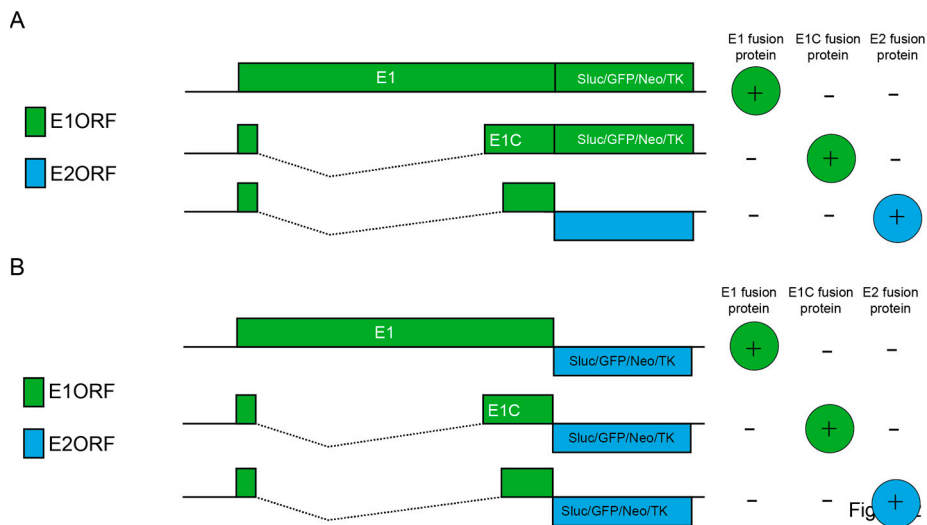 A
E1 fusion protein
E1C fusion protein
E2 fusion protein
E1
Sluc/GFP/Neo/TK
+
-
-
E1ORF
E2ORF
E1C
Sluc/GFP/Neo/TK
-
+
-
-
-
+
B
E1 fusion protein
E1C fusion protein
E2 fusion protein
E1
Sluc/GFP/Neo/TK
+
-
-
E1ORF
E2ORF
E1C
Sluc/GFP/Neo/TK
-
+
-
Sluc/GFP/Neo/TK
-
-
+